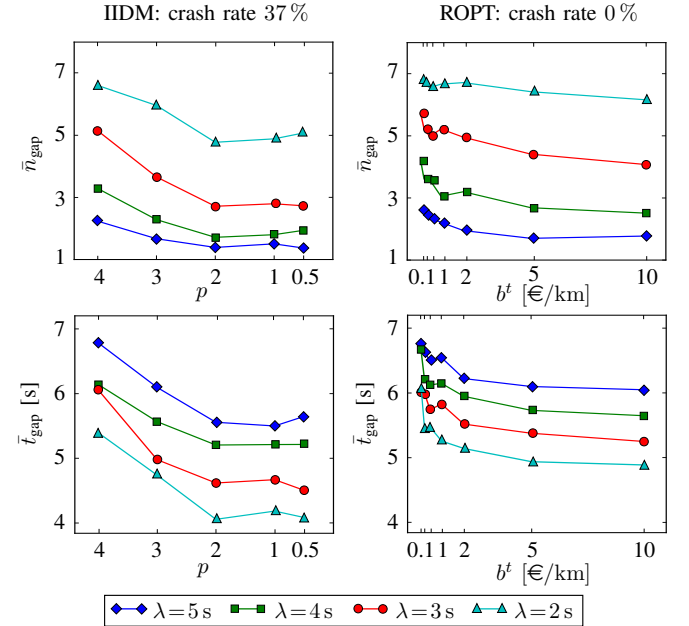 IIDM: crash rate 37 %
ROPT: crash rate 0 %
7
5
3
1
n̄gap
4 3 2 1 0.5
p
7
5
3
1
n̄gap
0.1 1 2 5 10
bᵗ [€/km]
7
6
5
4
t̄gap [s]
4 3 2 1 0.5
p
7
6
5
4
t̄gap [s]
0.1 1 2 5 10
bᵗ [€/km]
λ=5 s λ=4 s λ=3 s λ=2 s